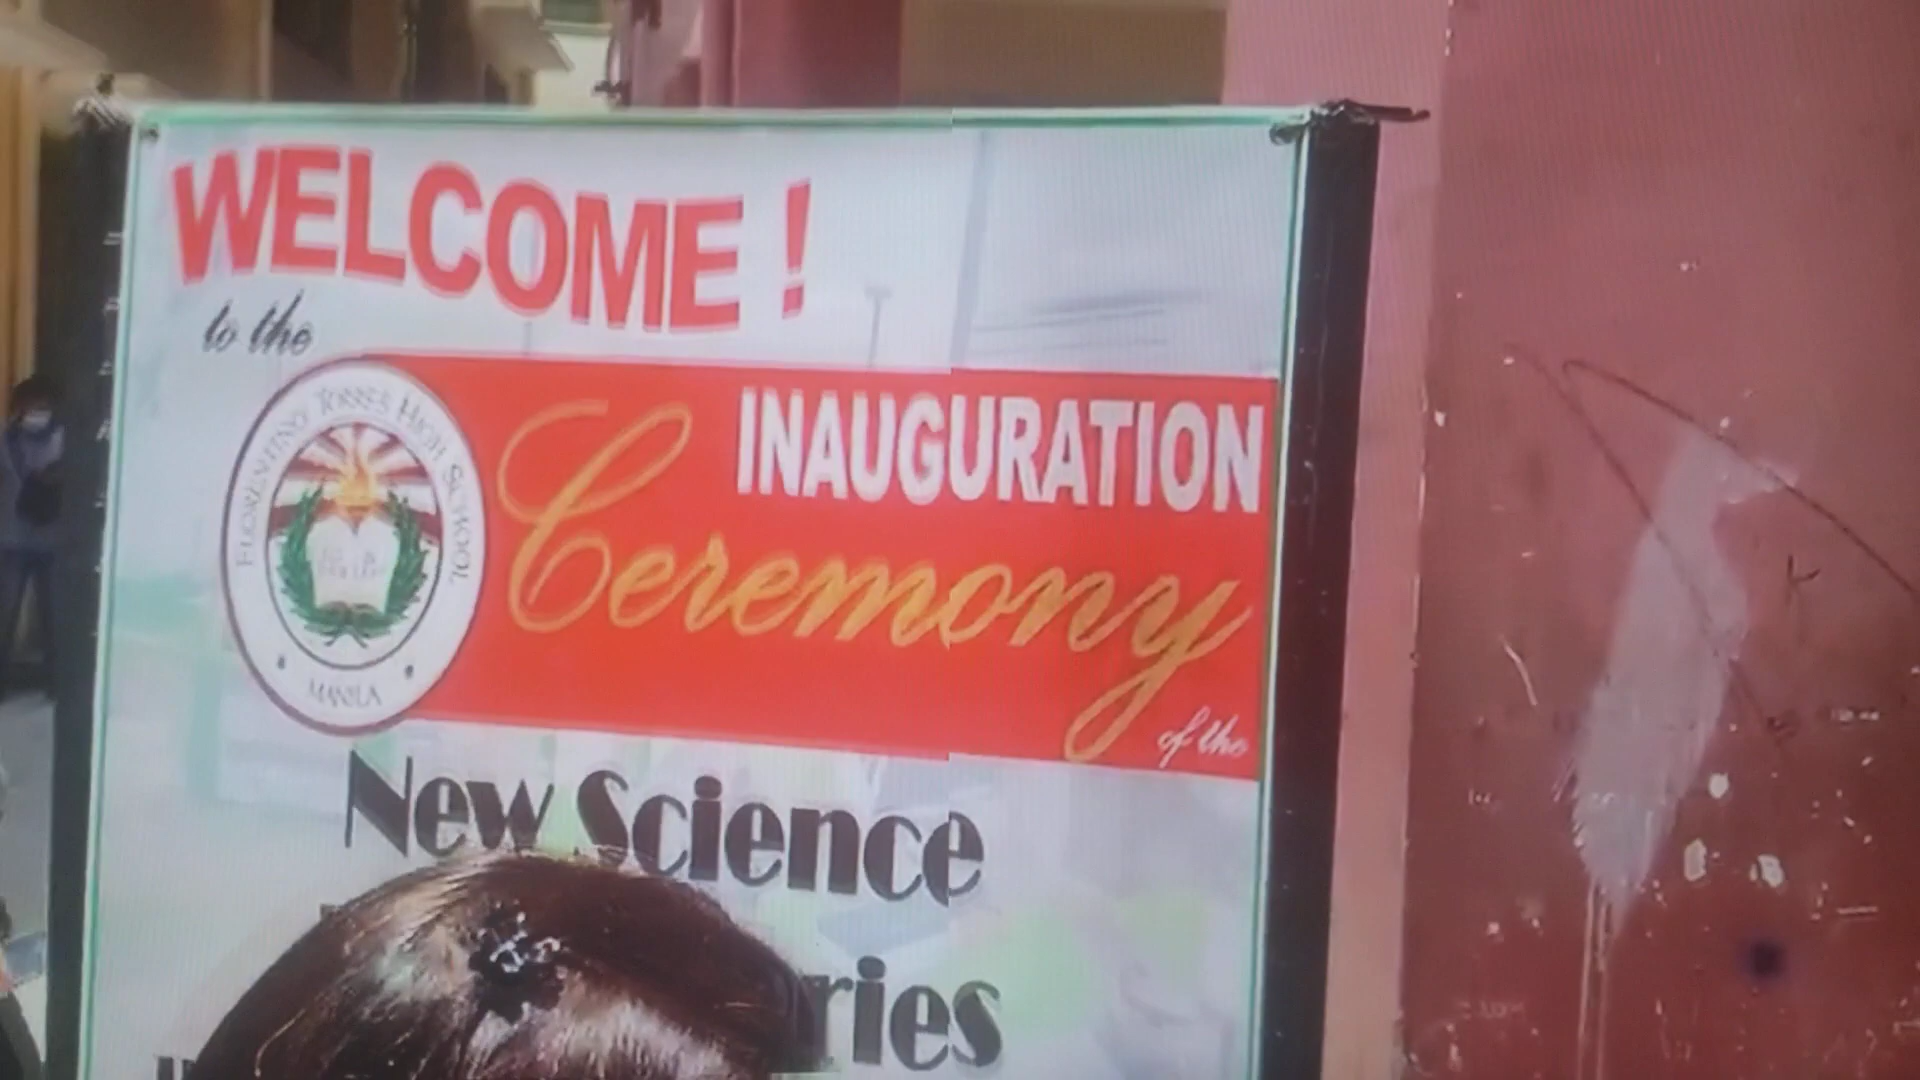 WELCOME !
to the
FLORENTINO TORRES HIGH SCHOOL
MANILA
INAUGURATION
Ceremony
of the
New Science
ries